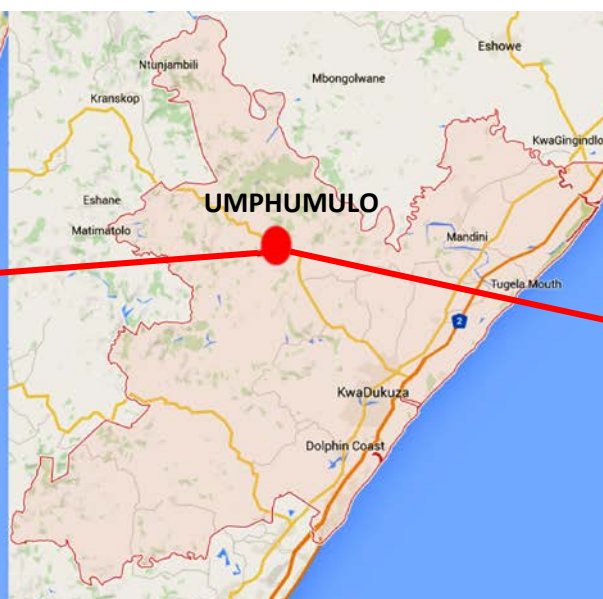 Eshowe
Ntunjambili
Mbongolwane
Kranskop
KwaGingindlo
Eshane
UMPHUMULO
Matimatolo
Mandini
Tugela Mouth
2
KwaDukuza
Dolphin Coast